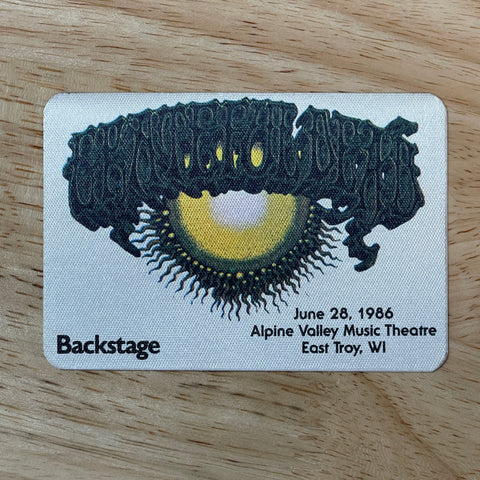 June 28, 1986
Alpine Valley Music Theatre
East Troy, WI
Backstage